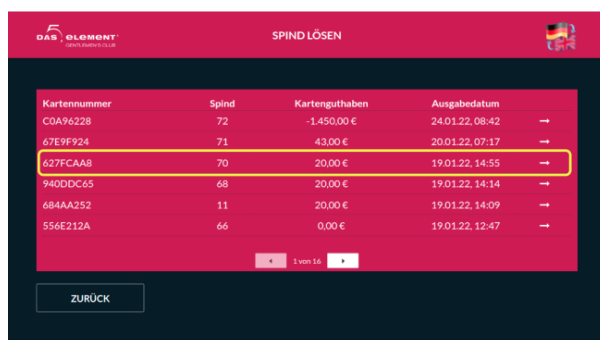 DAS 5. ELEMENT
GENTLEMEN'S CLUB
SPIND LÖSEN
Kartennummer Spind Kartenguthaben Ausgabedatum
C0A96228 72 -1.450,00 € 24.01.22, 08:42 →
67E9F924 71 43,00 € 20.01.22, 07:17 →
627FCAA8 70 20,00 € 19.01.22, 14:55 →
940DDC65 68 20,00 € 19.01.22, 14:14 →
684AA252 11 20,00 € 19.01.22, 14:09 →
556E212A 66 0,00 € 19.01.22, 12:47 →
1 von 16
ZURÜCK